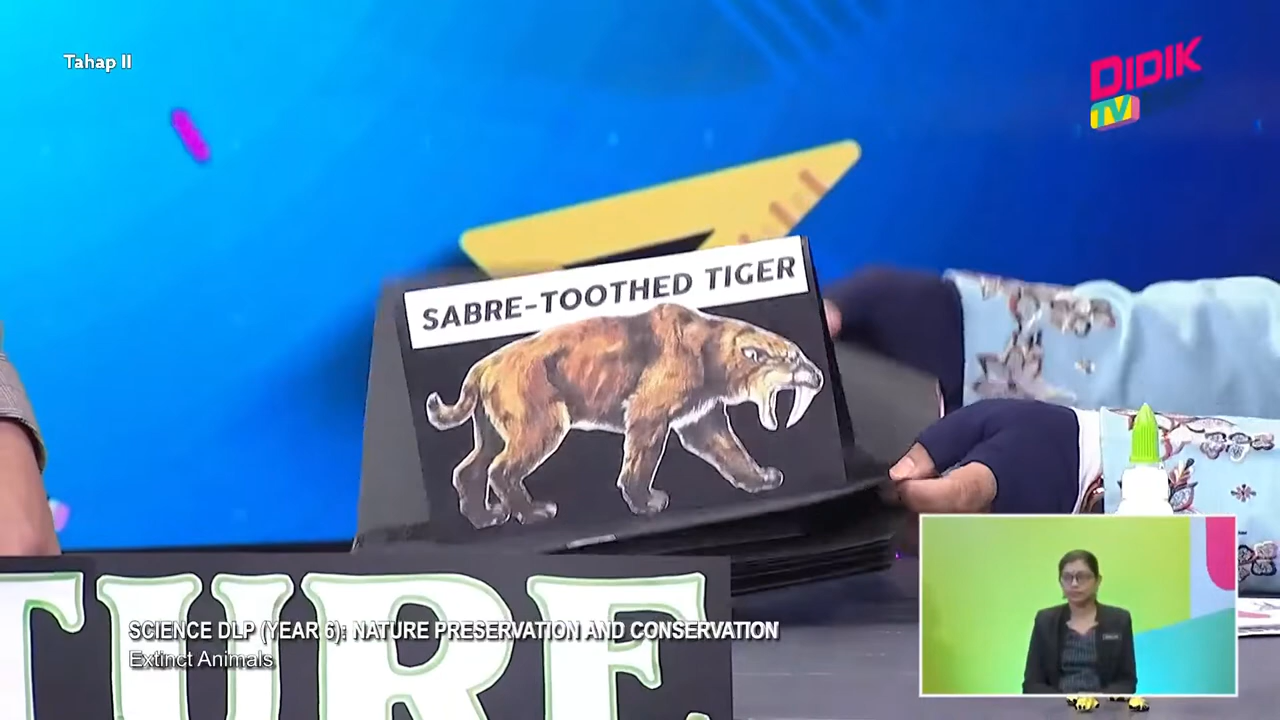 Tahap II
DIDIK
TV
SABRE-TOOTHED TIGER
TURE
SCIENCE DLP (YEAR 6): NATURE PRESERVATION AND CONSERVATION
Extinct Animals